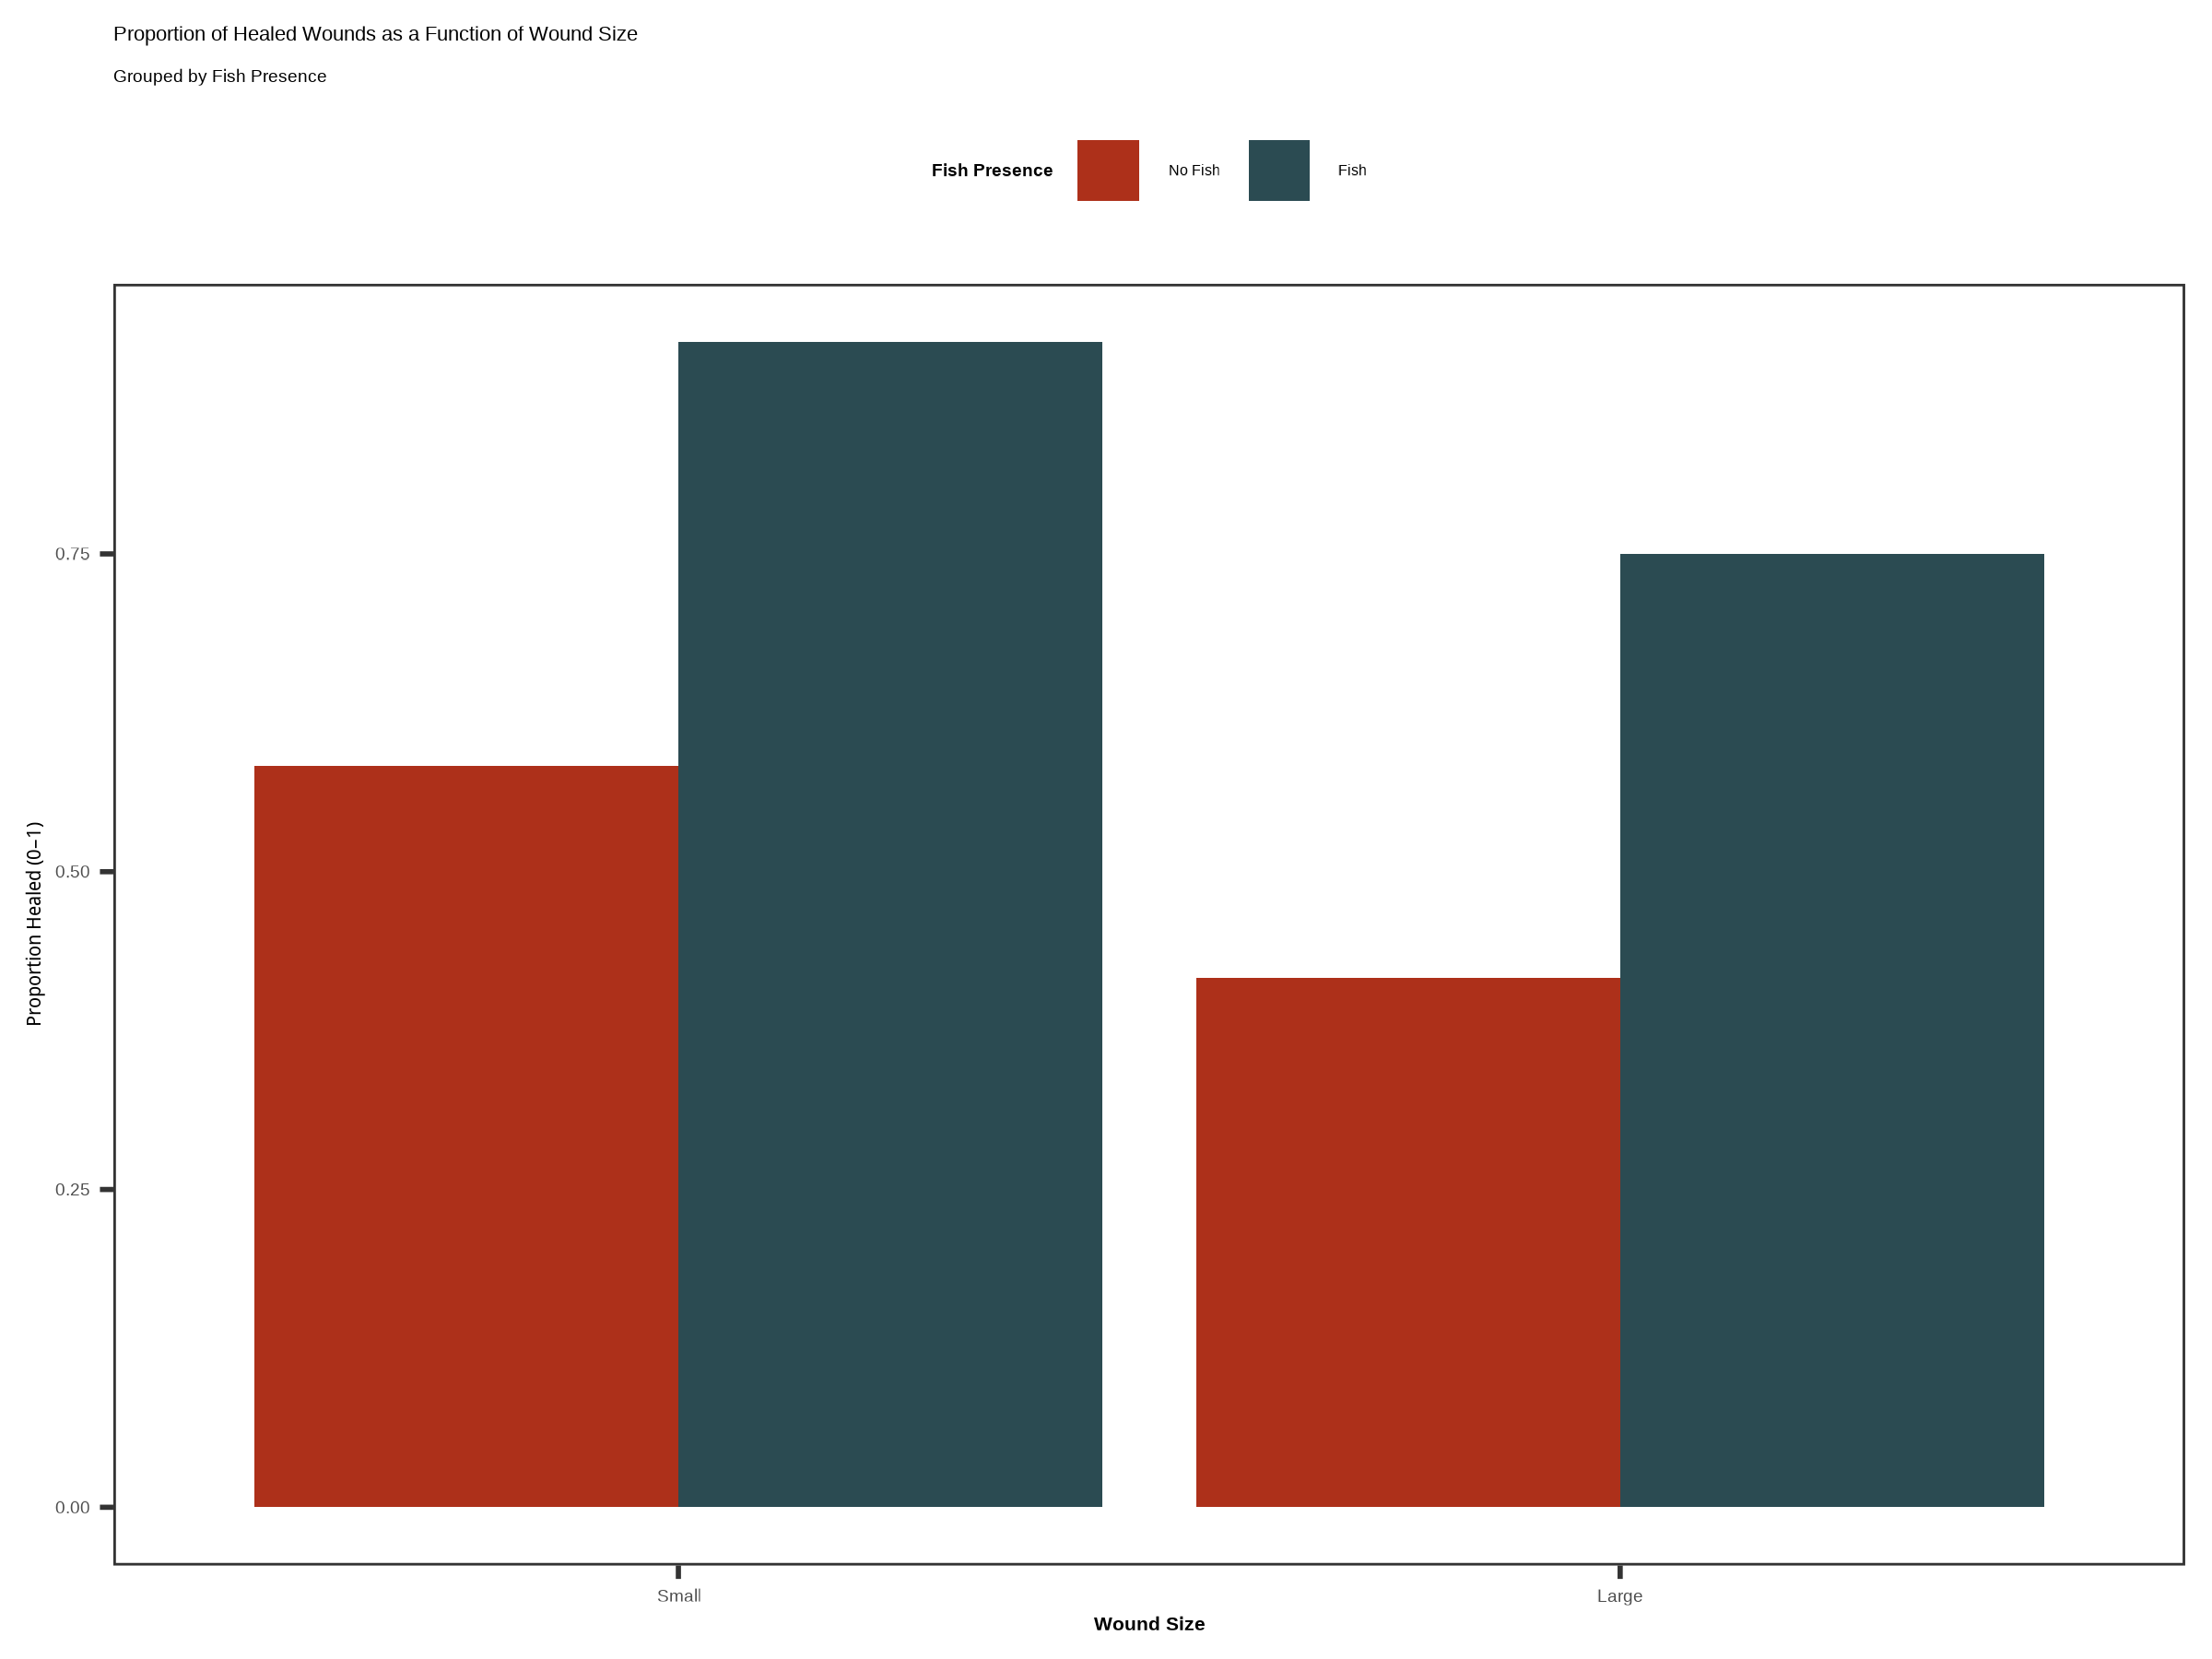 Proportion of Healed Wounds as a Function of Wound Size
Grouped by Fish Presence
Fish Presence No Fish Fish
Proportion Healed (0−1)
0.75
0.50
0.25
0.00
Small Large
Wound Size